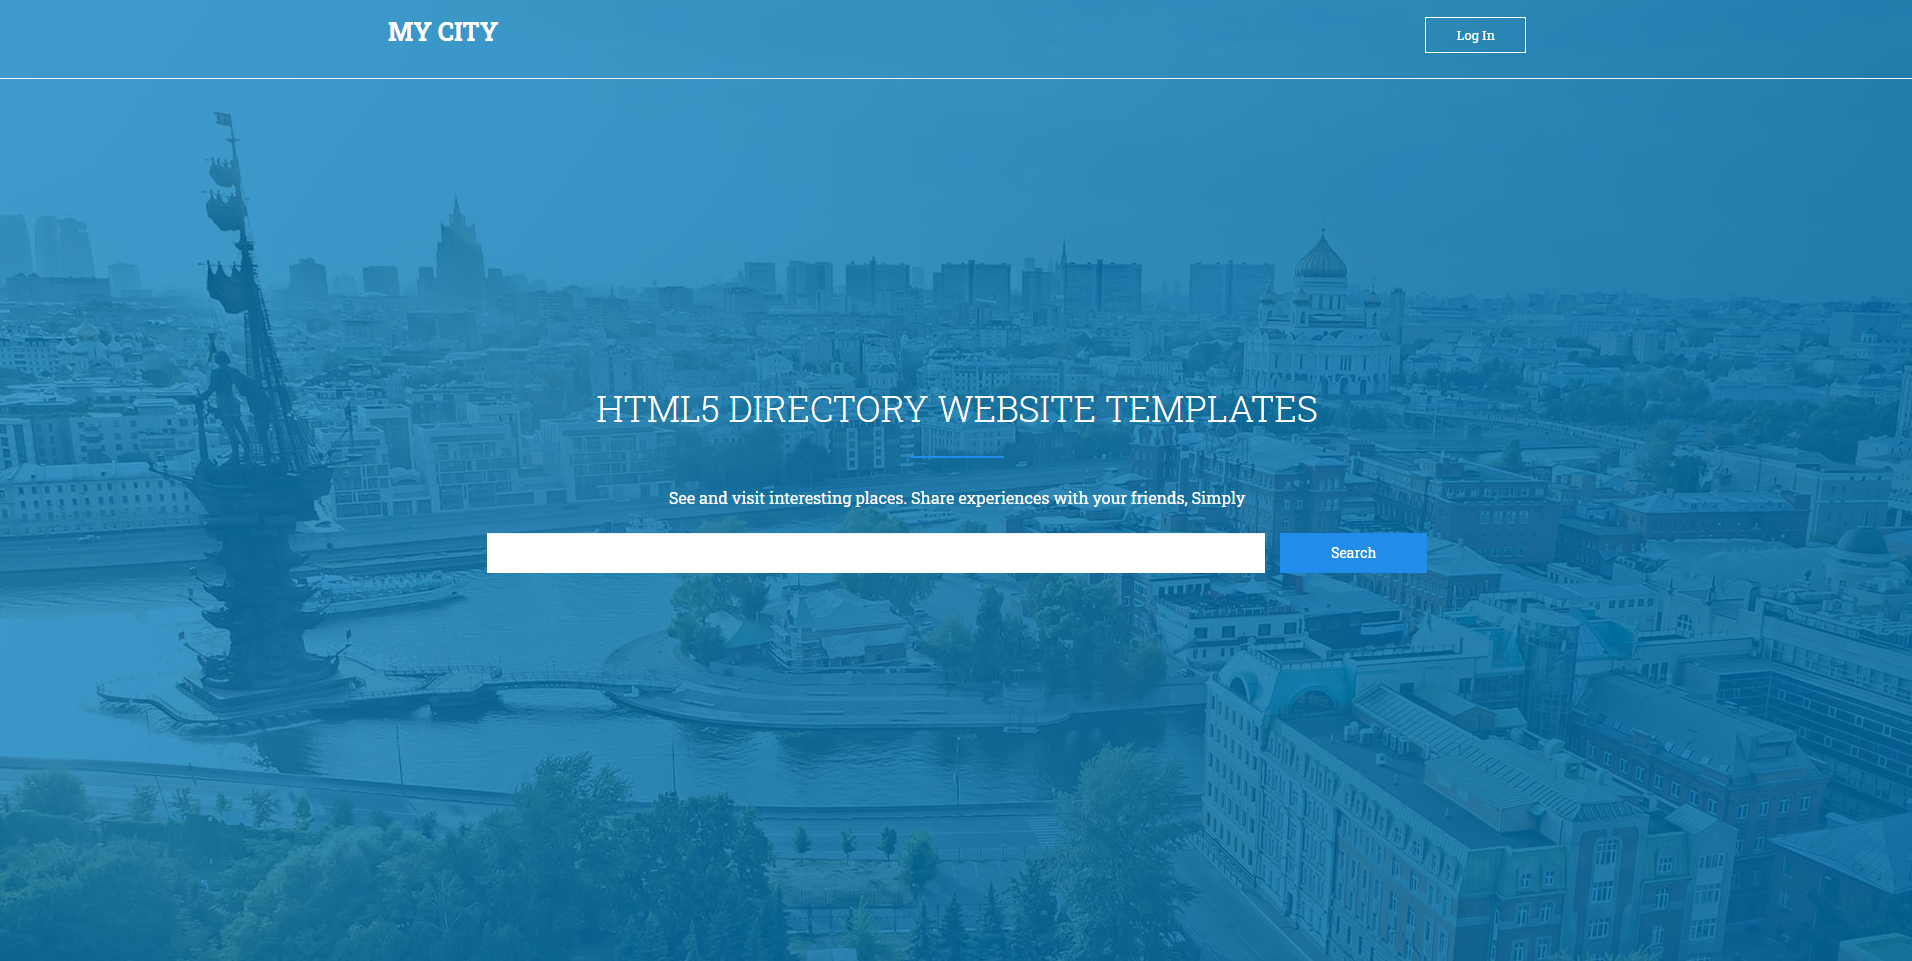 MY CITY
Log In
HTML5 DIRECTORY WEBSITE TEMPLATES
See and visit interesting places. Share experiences with your friends, Simply
Search